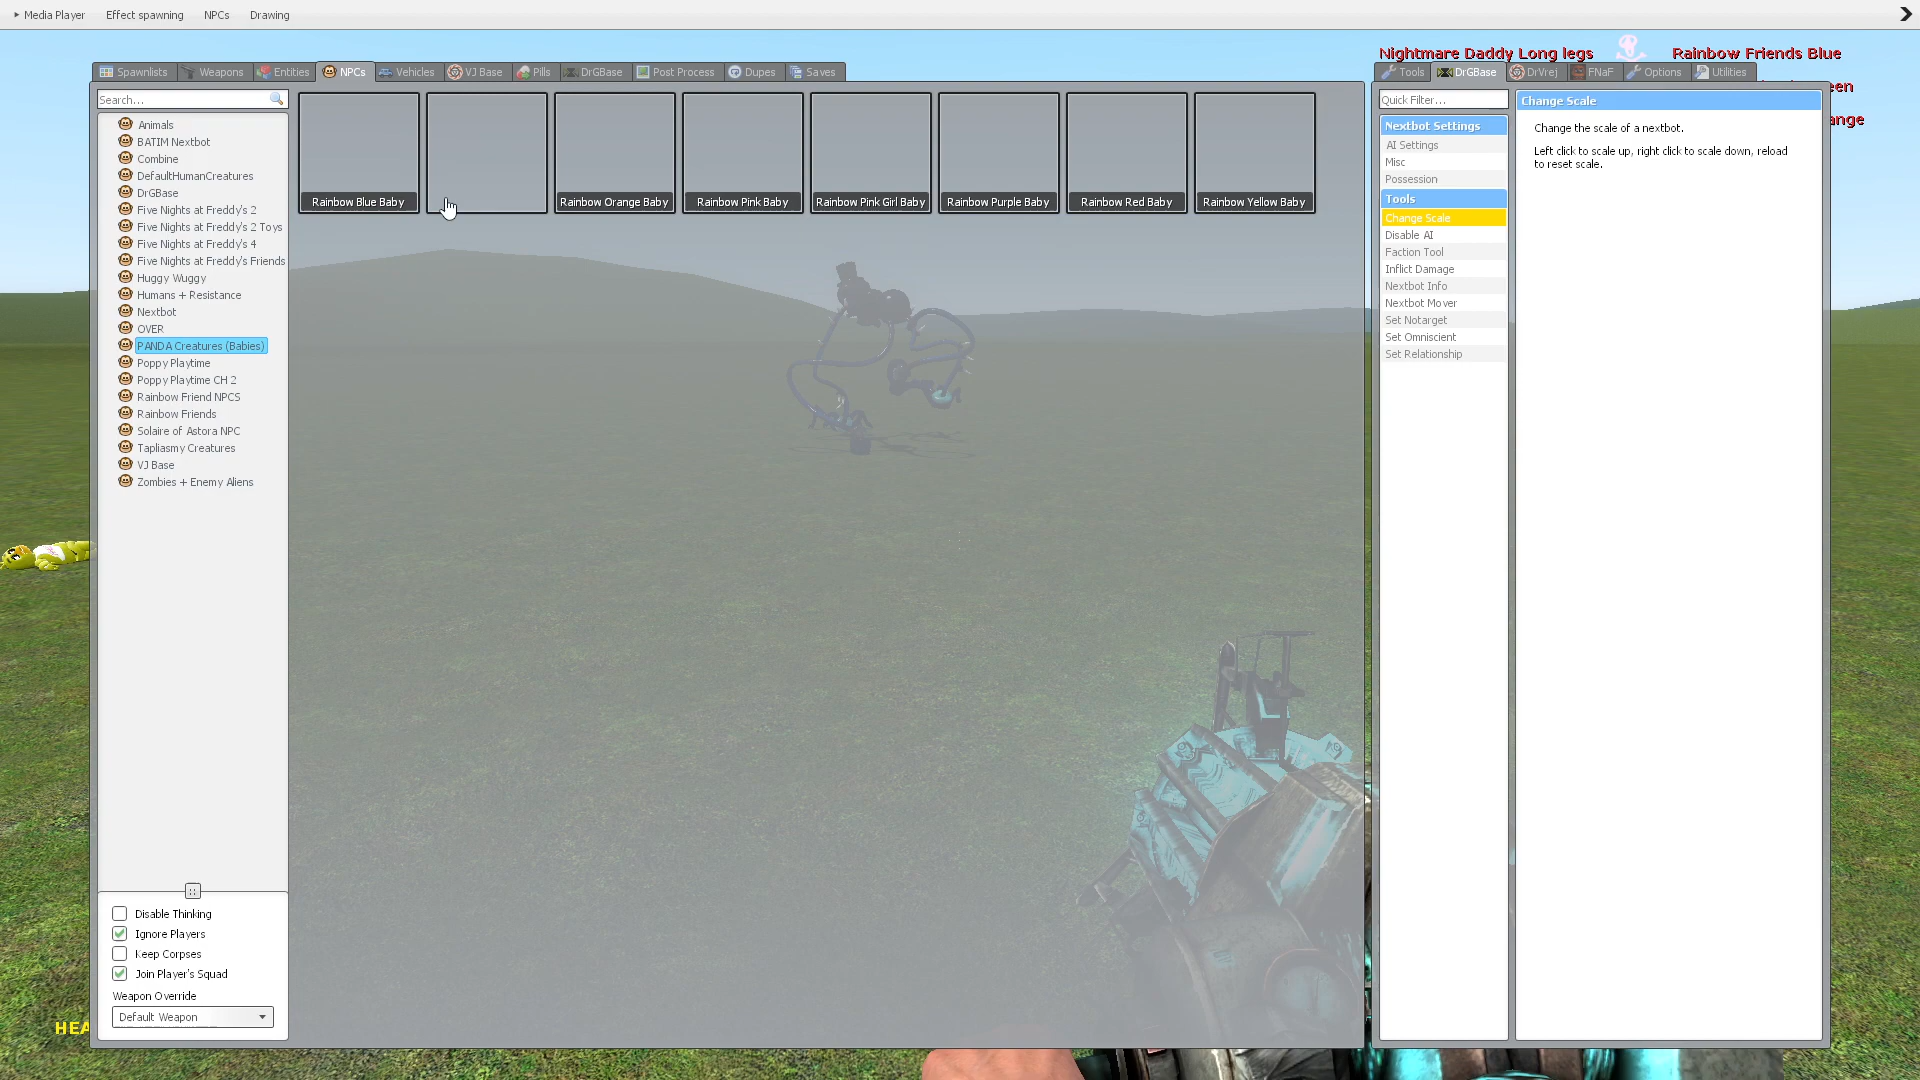 Media Player
Effect spawning
NPCs
Drawing
Nightmare Daddy Long legs
Rainbow Friends Blue
Spawnlists
Weapons
Entities
NPCs
Vehicles
VJ Base
Pills
DrGBase
Post Process
Dupes
Saves
Tools
DrGBase
DrVrej
FNaF
Options
Utilities
een
ange
Search...
Animals
BATIM Nextbot
Combine
DefaultHumanCreatures
DrGBase
Five Nights at Freddy's 2
Five Nights at Freddy's 2 Toys
Five Nights at Freddy's 4
Five Nights at Freddy's Friends
Huggy Wuggy
Humans + Resistance
Nextbot
OVER
PANDA Creatures (Babies)
Poppy Playtime
Poppy Playtime CH 2
Rainbow Friend NPCS
Rainbow Friends
Solaire of Astora NPC
Tapliasmy Creatures
VJ Base
Zombies + Enemy Aliens
Rainbow Blue Baby
Rainbow Orange Baby
Rainbow Pink Baby
Rainbow Pink Girl Baby
Rainbow Purple Baby
Rainbow Red Baby
Rainbow Yellow Baby
Quick Filter...
Nextbot Settings
AI Settings
Misc
Possession
Tools
Change Scale
Disable AI
Faction Tool
Inflict Damage
Nextbot Info
Nextbot Mover
Set Notarget
Set Omniscient
Set Relationship
Change Scale
Change the scale of a nextbot.
Left click to scale up, right click to scale down, reload
to reset scale.
Disable Thinking
Ignore Players
Keep Corpses
Join Player's Squad
Weapon Override
Default Weapon
HEA